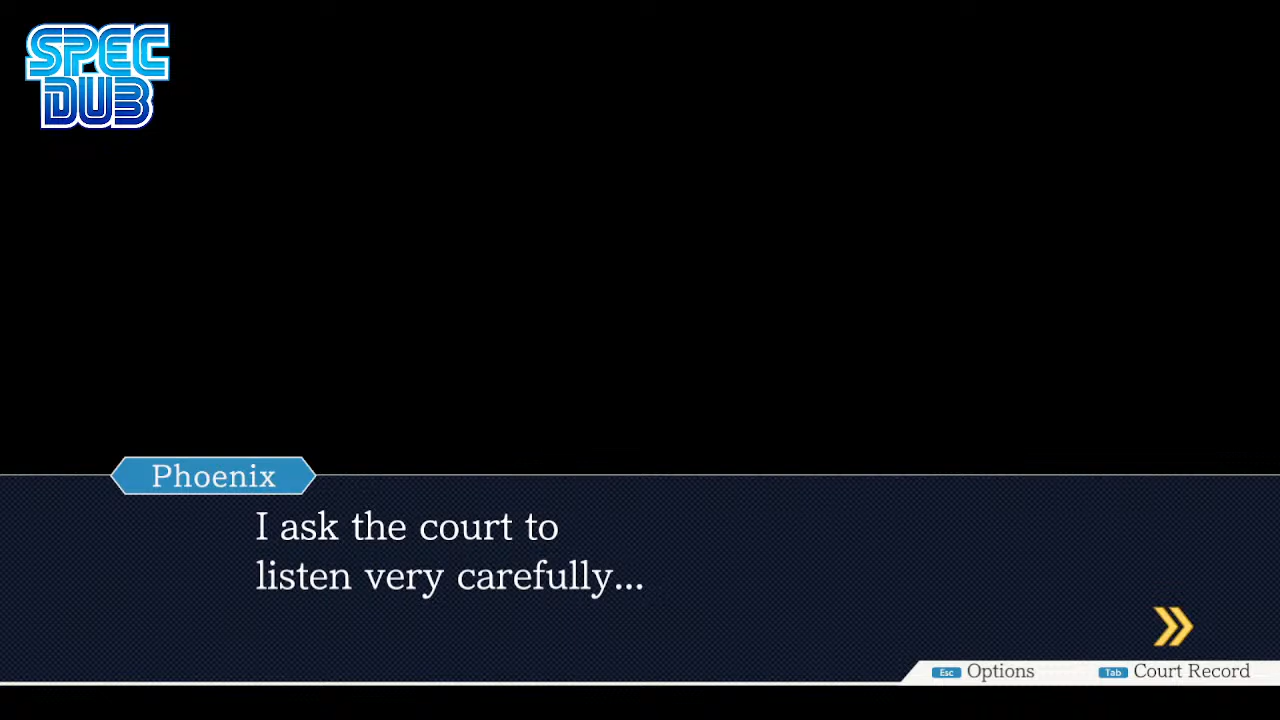 SPEC
DUB
Phoenix
I ask the court to
listen very carefully...
Esc Options Tab Court Record